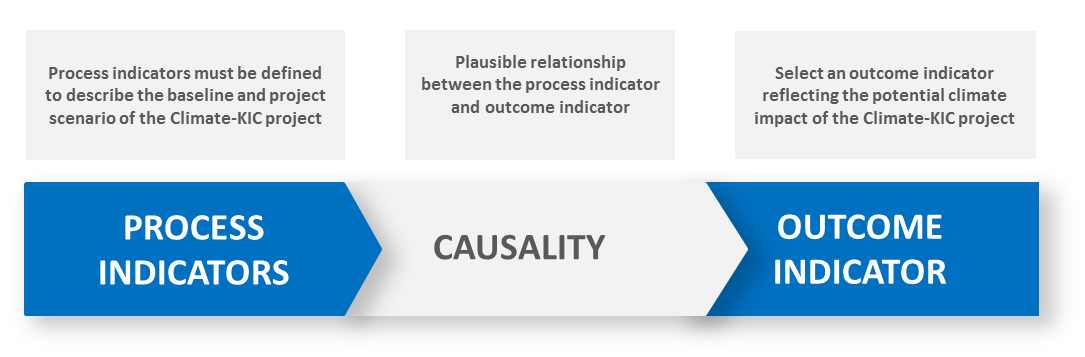 Process indicators must be defined
to describe the baseline and project
scenario of the Climate-KIC project
Plausible relationship
between the process indicator
and outcome indicator
Select an outcome indicator
reflecting the potential climate
impact of the Climate-KIC project
PROCESS
INDICATORS
CAUSALITY
OUTCOME
INDICATOR